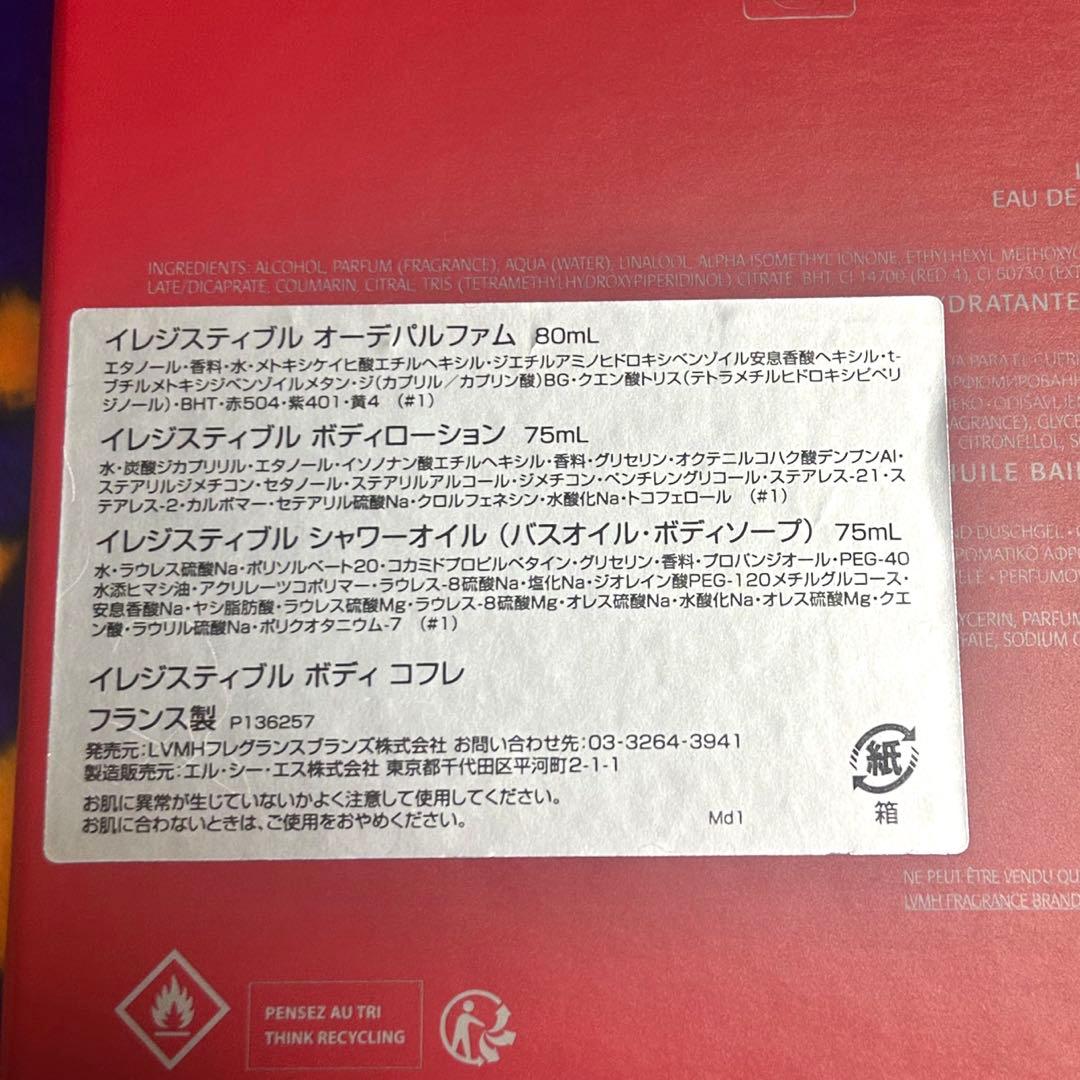 EAU DE
INGREDIENTS: ALCOHOL, PARFUM (FRAGRANCE), AQUA (WATER), LINALOOL, ALPHA ISOMETHYL IONONE, ETHYLHEXYL
LATE/DICAPRATE, COUMARIN, CITRAL, TRIS (TETRAMETHYLHYDROXYPIPERIDINOL) CITRATE, BHT, CI 14700 (RED 4), CI 60730 (EXT
イレジスティブル オーデパルファム 80mL
エタノール・香料・水・メトキシケイヒ酸エチルヘキシル・ジエチルアミノヒドロキシベンゾイル安息香酸ヘキシル・t-
ブチルメトキシジベンゾイルメタン・ジ(カプリル/カプリン酸)BG・クエン酸トリス(テトラメチルヒドロキシピペリ
ジノール)・BHT・赤504・紫401・黄4 (#1)
イレジスティブル ボディローション 75mL
水・炭酸ジカプリリル・エタノール・イソノナン酸エチルヘキシル・香料・グリセリン・オクテニルコハク酸デンプンAl・
ステアリルジメチコン・セタノール・ステアリルアルコール・ジメチコン・ペンチレングリコール・ステアレス-21・ス
テアレス-2・カルボマー・セテアリル硫酸Na・クロルフェネシン・水酸化Na・トコフェロール (#1)
イレジスティブル シャワーオイル (バスオイル・ボディソープ) 75mL
水・ラウレス硫酸Na・ポリソルベート20・コカミドプロピルベタイン・グリセリン・香料・プロパンジオール・PEG-40
水添ヒマシ油・アクリレーツコポリマー・ラウレス-8硫酸Na・塩化Na・ジオレイン酸PEG-120メチルグルコース・
安息香酸Na・ヤシ脂肪酸・ラウレス硫酸Mg・ラウレス-8硫酸Mg・オレス硫酸Na・水酸化Na・オレス硫酸Mg・クエ
ン酸・ラウリル硫酸Na・ポリクオタニウム-7 (#1)
イレジスティブル ボディ コフレ
フランス製 P136257
発売元:LVMHフレグランスブランズ株式会社 お問い合わせ先:03-3264-3941
製造販売元:エル・シー・エス株式会社 東京都千代田区平河町2-1-1
お肌に異常が生じていないかよく注意して使用してください。
お肌に合わないときは、ご使用をおやめください。
Md1
紙
箱
DRATANTE
CITRONELLOL, S
HUILE BAI
DUSCHGEL
PERFUMOV
YCERIN, PARFUM
FATE, SODIUM
NE PEUT ÊTRE VENDU QU
LVMH FRAGRANCE BRAND
PENSEZ AU TRI
THINK RECYCLING